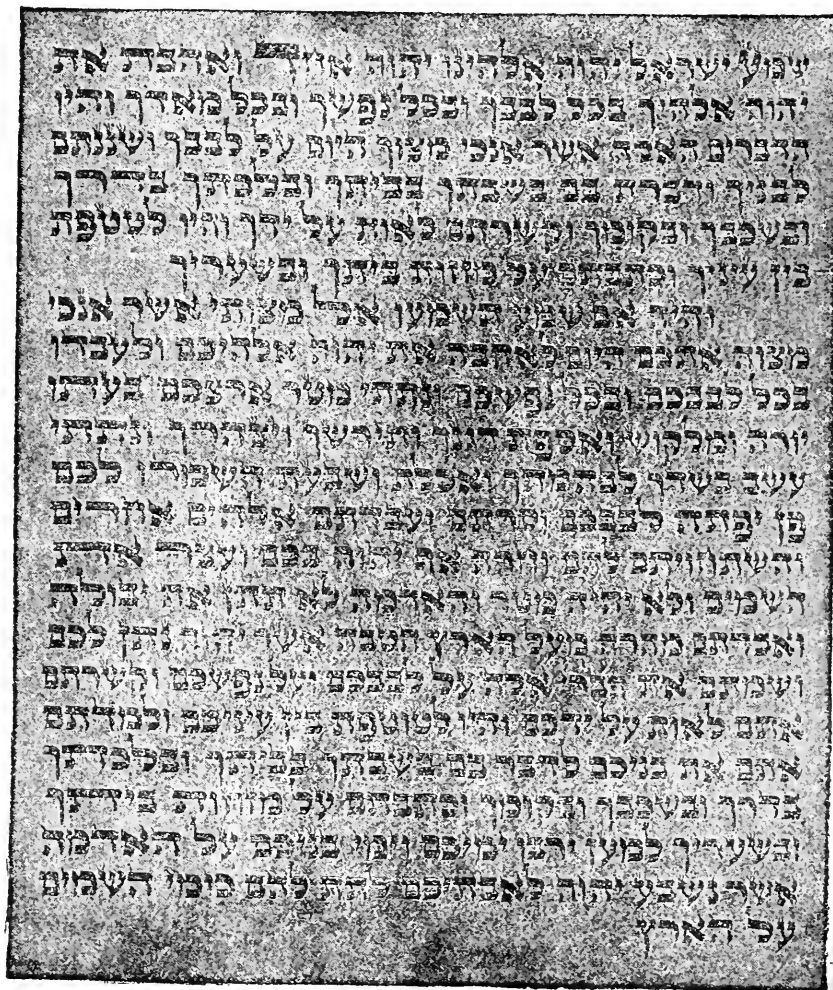 שמע ישראל יהוה אלהינו יהוה אחד ואהבת את
יהוה אלהיך בכל לבבך ובכל נפשך ובכל מאדך והיו
הדברים האלה אשר אנכי מצוך היום על לבבך ושננתם
לבניך ודברת בם בשבתך בביתך ובלכתך בדרך
ובשכבך ובקומך וקשרתם לאות על ידך והיו לטטפת
בין עיניך וכתבתם על מזזות ביתך ובשעריך
והיה אם שמע תשמעו אל מצותי אשר אנכי
מצוה אתכם היום לאהבה את יהוה אלהיכם ולעבדו
בכל לבבכם ובכל נפשכם ונתתי מטר ארצכם בעתו
יורה ומלקוש ואספת דגנך ותירשך ויצהרך ונתתי
עשב בשדך לבהמתך ואכלת ושבעת השמרו לכם
פן יפתה לבבכם וסרתם ועבדתם אלהים אחרים
והשתחויתם להם וחרה אף יהוה בכם ועצר את
השמים ולא יהיה מטר והאדמה לא תתן את יבולה
ואבדתם מהרה מעל הארץ הטבה אשר יהוה נתן לכם
ושמתם את דברי אלה על לבבכם ועל נפשכם וקשרתם
אתם לאות על ידכם והיו לטוטפת בין עיניכם ולמדתם
אתם את בניכם לדבר בם בשבתך בביתך ובלכתך
בדרך ובשכבך ובקומך וכתבתם על מזוזות ביתך
ובשעריך למען ירבו ימיכם וימי בניכם על האדמה
אשר נשבע יהוה לאבתיכם לתת להם כימי השמים
על הארץ